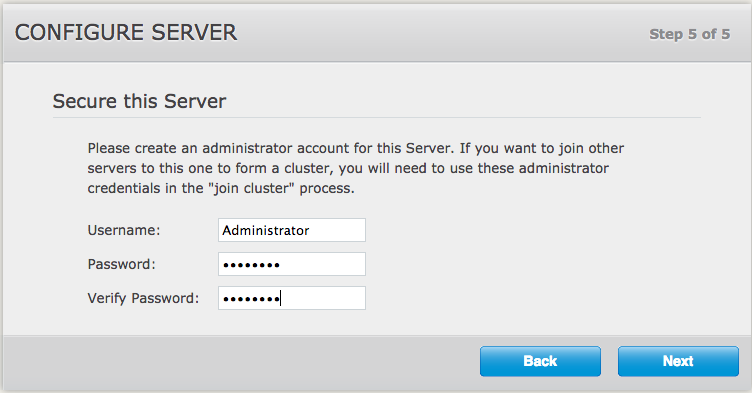 CONFIGURE SERVER
Step 5 of 5
Secure this Server
Please create an administrator account for this Server. If you want to join other
servers to this one to form a cluster, you will need to use these administrator
credentials in the "join cluster" process.
Username: Administrator
Password: ••••••••
Verify Password: ••••••••
Back Next